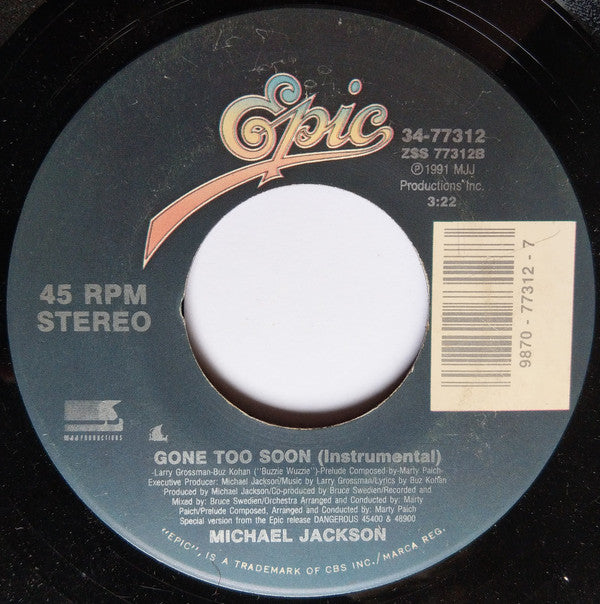 Epic
34-77312
ZSS 77312B
℗1991 MJJ
Productions Inc.
3:22
45 RPM
STEREO
9870-77312-7
MJJ PRODUCTIONS
GONE TOO SOON (Instrumental)
-Larry Grossman-Buz Kohan ("Buzzie Wuzzie")-Prelude Composed by-Marty Paich-
Executive Producer: Michael Jackson/Music by Larry Grossman/Lyrics by Buz Kohan
Produced by Michael Jackson/Co-produced by Bruce Swedien/Recorded and
Mixed by: Bruce Swedien/Orchestra Arranged and Conducted by: Marty
Paich/Prelude Composed, Arranged and Conducted by: Marty Paich
Special version from the Epic release DANGEROUS 45400 & 48900
MICHAEL JACKSON
"EPIC", IS A TRADEMARK OF CBS INC./MARCA REG.